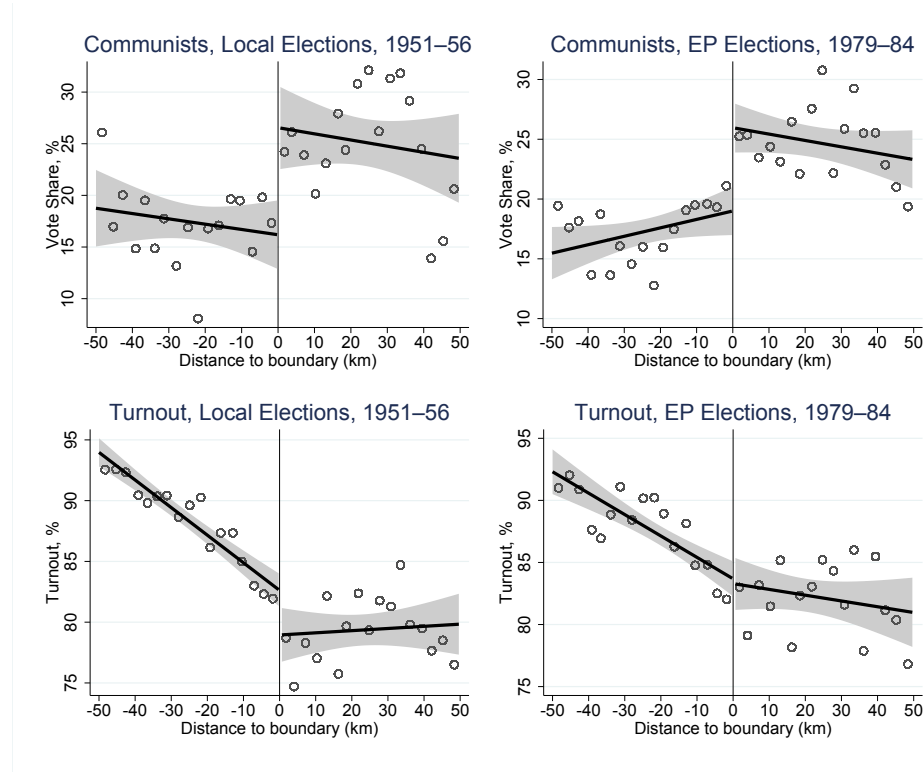 Communists, Local Elections, 1951–56
Vote Share, %
30
25
20
15
10
-50 -40 -30 -20 -10 0 10 20 30 40 50
Distance to boundary (km)
Communists, EP Elections, 1979–84
Vote Share, %
30
25
20
15
10
-50 -40 -30 -20 -10 0 10 20 30 40 50
Distance to boundary (km)
Turnout, Local Elections, 1951–56
Turnout, %
95
90
85
80
75
-50 -40 -30 -20 -10 0 10 20 30 40 50
Distance to boundary (km)
Turnout, EP Elections, 1979–84
Turnout, %
95
90
85
80
75
-50 -40 -30 -20 -10 0 10 20 30 40 50
Distance to boundary (km)